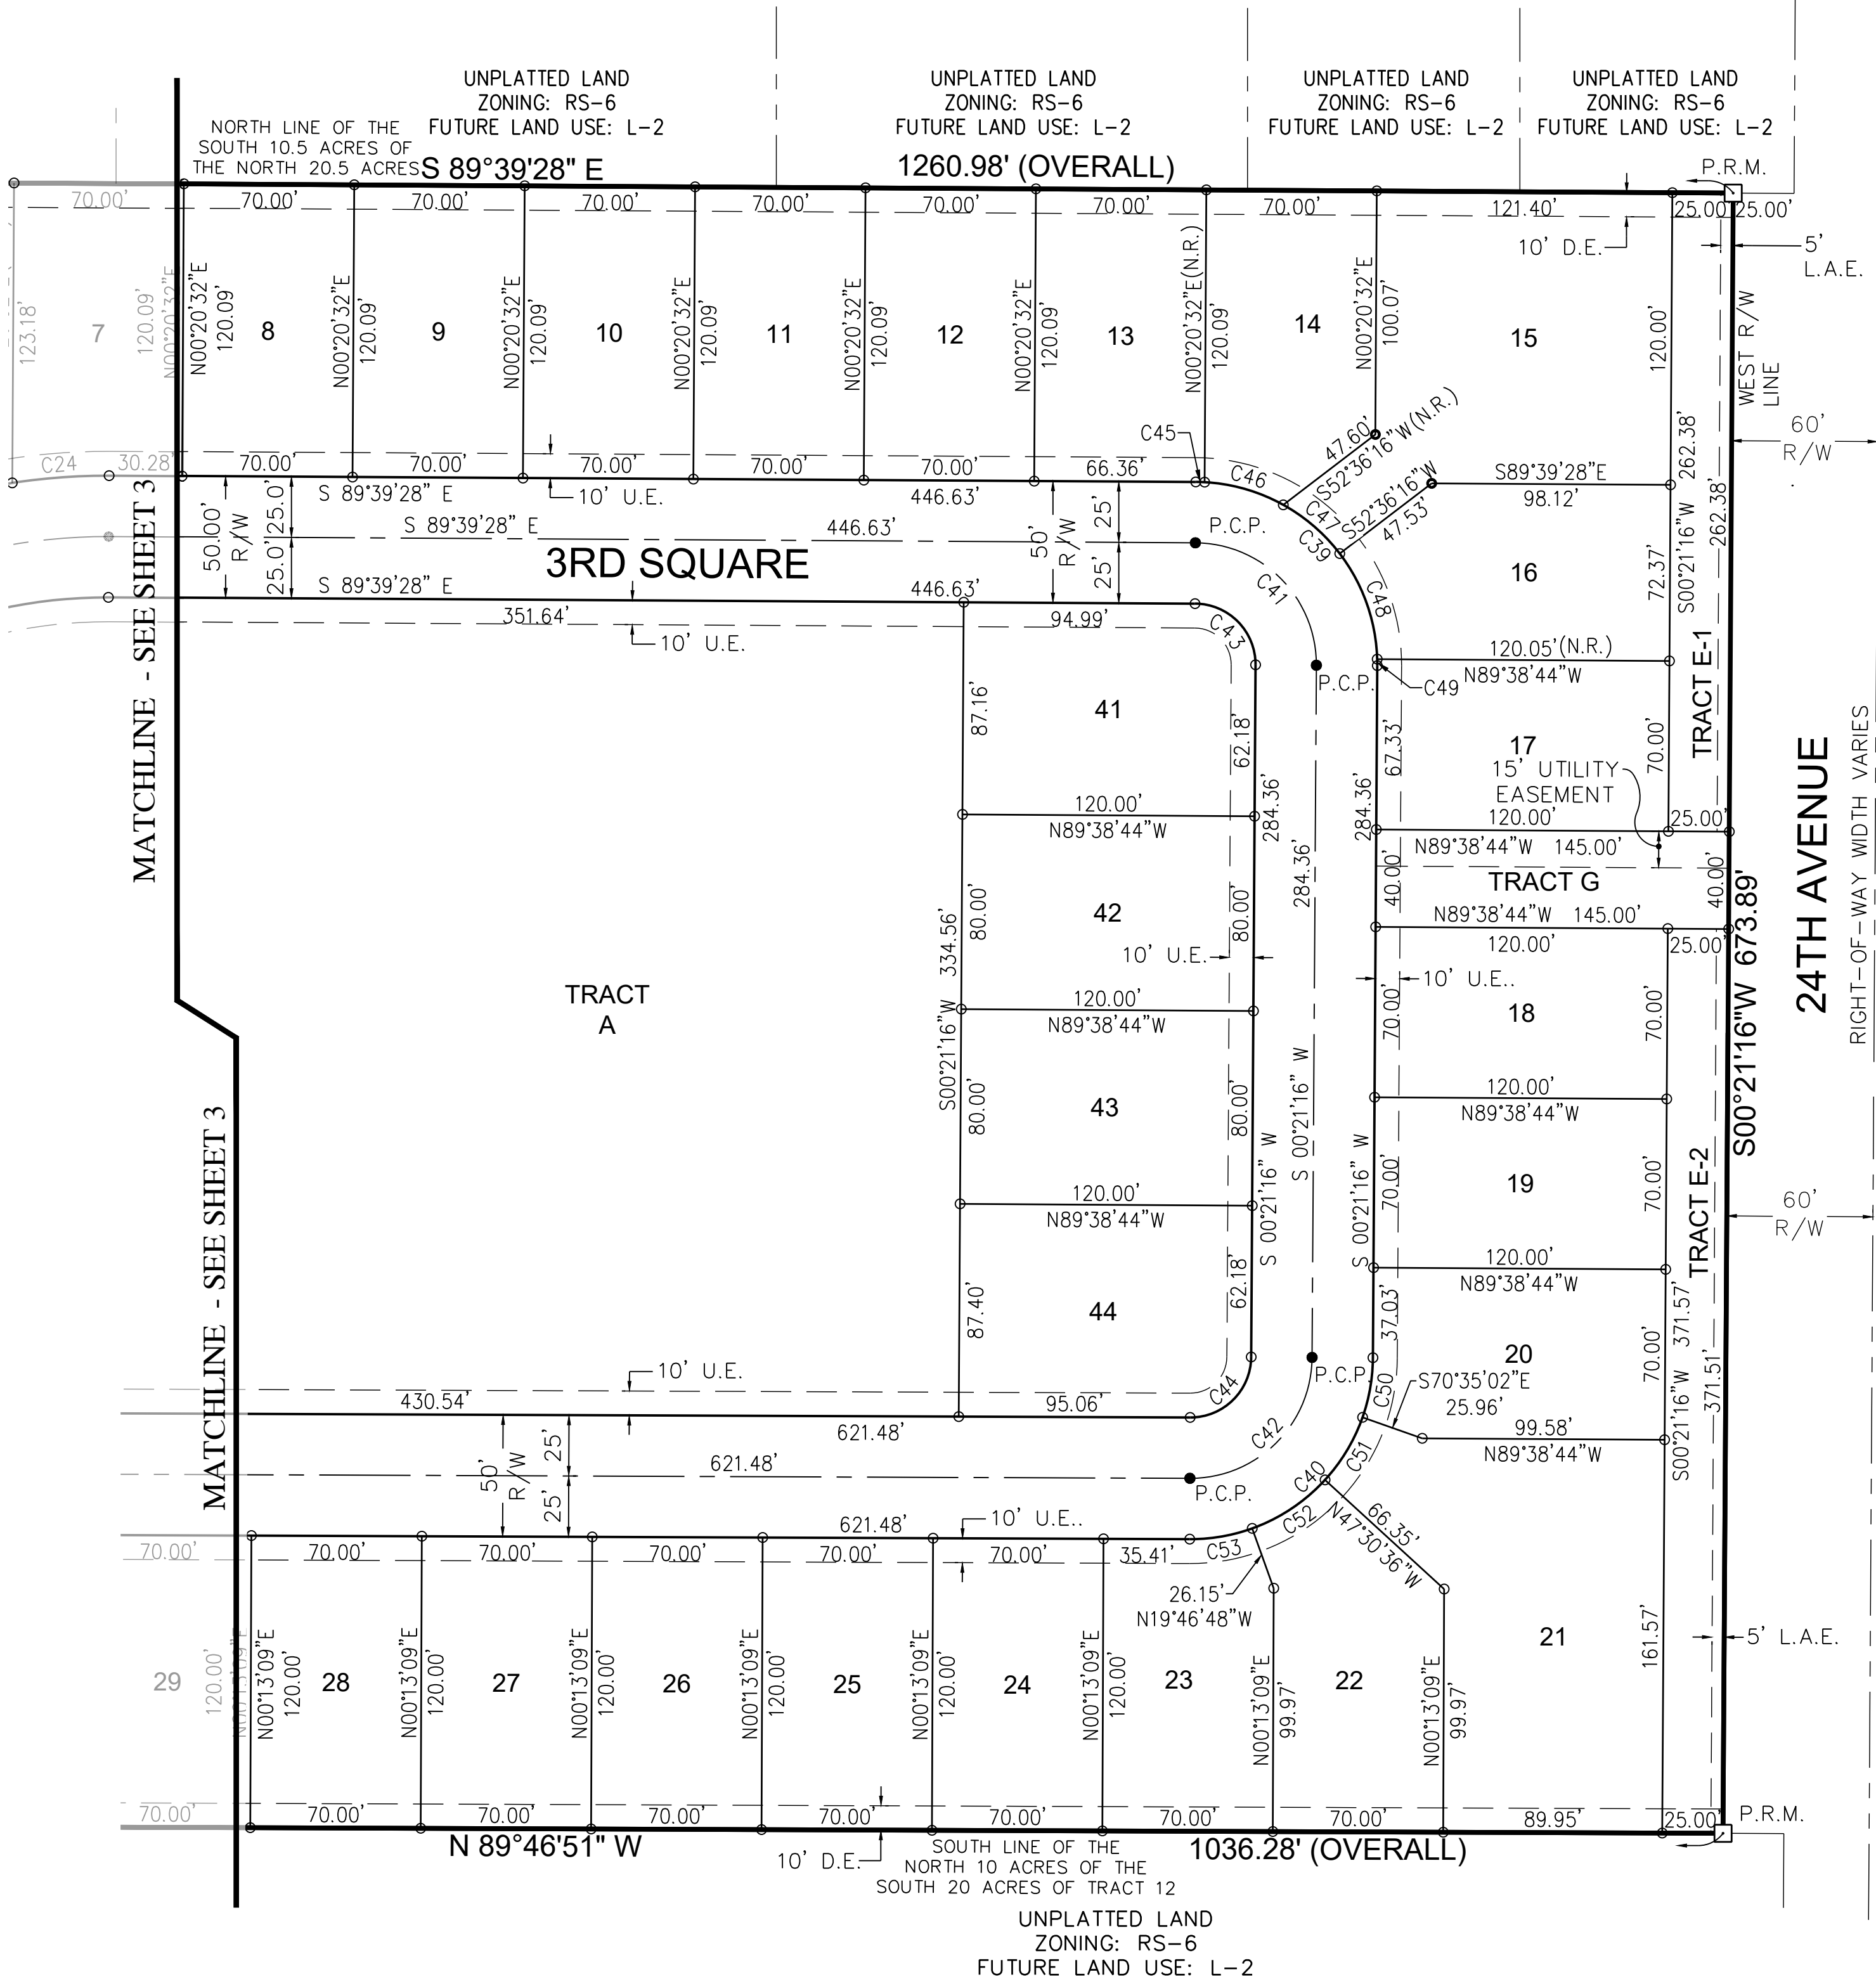 UNPLATTED LAND
ZONING: RS-6
FUTURE LAND USE: L-2
UNPLATTED LAND
ZONING: RS-6
FUTURE LAND USE: L-2
UNPLATTED LAND
ZONING: RS-6
FUTURE LAND USE: L-2
UNPLATTED LAND
ZONING: RS-6
FUTURE LAND USE: L-2
NORTH LINE OF THE
SOUTH 10.5 ACRES OF
THE NORTH 20.5 ACRES
S 89°39'28" E
1260.98' (OVERALL)
P.R.M.
70.00'
70.00'
70.00'
70.00'
70.00'
70.00'
70.00'
70.00'
121.40'
25.00'
25.00'
10' D.E.
5'
L.A.E.
123.18'
7
120.09'
N00°20'32"E
N00°20'32"E
120.09'
8
N00°20'32"E
120.09'
9
N00°20'32"E
120.09'
10
N00°20'32"E
120.09'
11
N00°20'32"E
120.09'
12
N00°20'32"E
120.09'
13
N00°20'32"E(N.R.)
120.09'
14
N00°20'32"E
100.07'
15
120.00'
262.38'
WEST R/W
LINE
60'
R/W
C24
30.28'
70.00'
70.00'
70.00'
70.00'
70.00'
66.36'
C45
C46
47.60'
S52°36'16"W(N.R.)
C47
S52°36'16"W
47.53'
S89°39'28"E
98.12'
S 89°39'28" E
10' U.E.
446.63'
50.00'
R/W
25.0'
25.0'
S 89°39'28" E
446.63'
50'
R/W
25'
25'
P.C.P.
C39
3RD SQUARE
C41
C48
16
72.37'
S00°21'16"W
262.38'
S 89°39'28" E
446.63'
351.64'
10' U.E.
94.99'
C43
120.05'(N.R.)
N89°38'44"W
P.C.P.
C49
TRACT E-1
MATCHLINE - SEE SHEET 3
87.16'
41
62.18'
284.36'
284.36'
284.36'
67.33'
17
15' UTILITY
EASEMENT
70.00'
120.00'
N89°38'44"W
120.00'
25.00'
N89°38'44"W 145.00'
TRACT G
40.00'
40.00'
N89°38'44"W 145.00'
120.00'
25.00'
24TH AVENUE
RIGHT-OF-WAY WIDTH VARIES
S00°21'16"W 673.89'
TRACT
A
S00°21'16"W 334.56'
80.00'
42
80.00'
10' U.E.
10' U.E..
120.00'
N89°38'44"W
70.00'
18
70.00'
80.00'
43
80.00'
S 00°21'16" W
S 00°21'16" W
S 00°21'16" W
120.00'
N89°38'44"W
70.00'
19
70.00'
TRACT E-2
60'
R/W
120.00'
N89°38'44"W
120.00'
N89°38'44"W
MATCHLINE - SEE SHEET 3
87.40'
44
62.18'
37.03'
20
70.00'
S00°21'16"W 371.57'
371.51'
P.C.P.
C50
S70°35'02"E
25.96'
99.58'
N89°38'44"W
10' U.E.
430.54'
95.06'
C44
621.48'
50'
R/W
25'
25'
621.48'
C42
P.C.P.
C40
C51
C52
66.35'
N47°30'36"W
621.48'
10' U.E..
70.00'
70.00'
70.00'
70.00'
70.00'
70.00'
35.41'
C53
26.15'
N19°46'48"W
29
120.00'
N00°13'09"E
N00°13'09"E
120.00'
28
N00°13'09"E
120.00'
27
N00°13'09"E
120.00'
26
N00°13'09"E
120.00'
25
N00°13'09"E
120.00'
24
N00°13'09"E
120.00'
23
N00°13'09"E
99.97'
22
N00°13'09"E
99.97'
21
161.57'
5' L.A.E.
70.00'
70.00'
70.00'
70.00'
70.00'
70.00'
70.00'
70.00'
89.95'
25.00'
P.R.M.
N 89°46'51" W
10' D.E.
SOUTH LINE OF THE
NORTH 10 ACRES OF THE
SOUTH 20 ACRES OF TRACT 12
1036.28' (OVERALL)
UNPLATTED LAND
ZONING: RS-6
FUTURE LAND USE: L-2